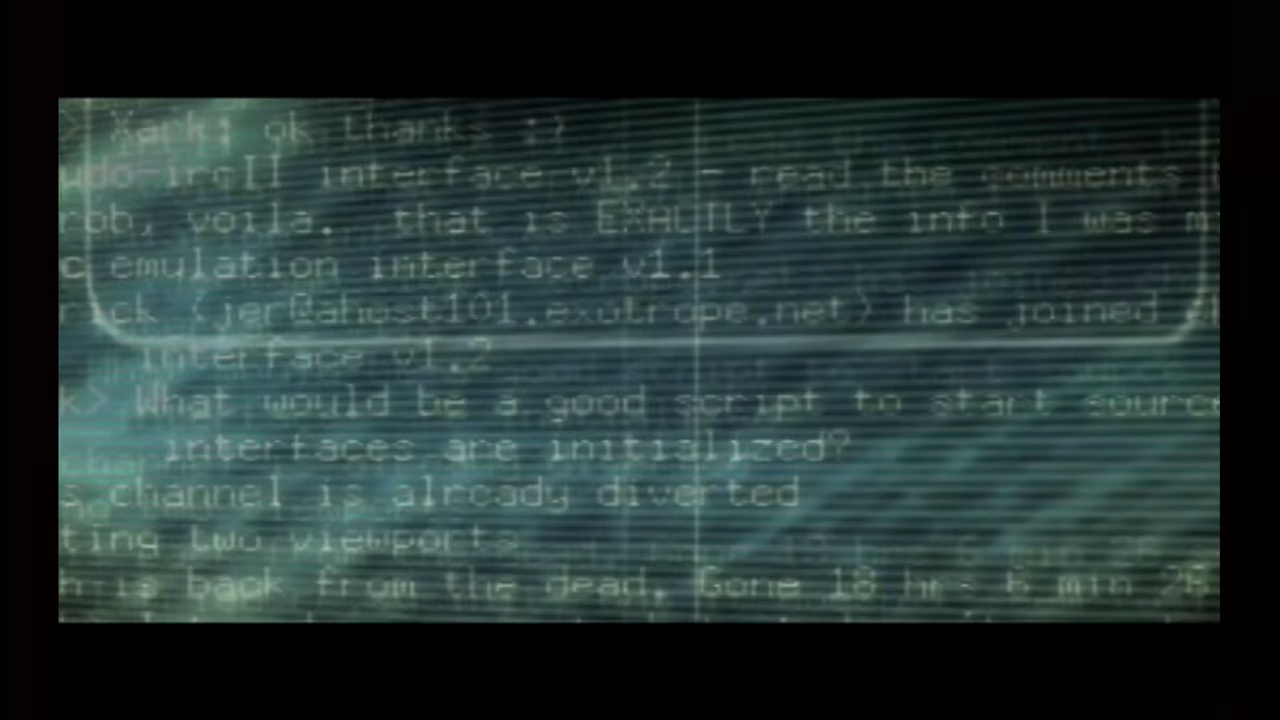 > Xark: ok thanks :)
udo-ircII interface v1.2 - read the comments
rob, voila. that is EXACTLY the info I was m
c emulation interface v1.1
rack (jer@ahost101.exotrope.net) has joined
interface v1.2
k> What would be a good script to start source
interfaces are initialized?
s channel is already diverted
ting two viewports
h is back from the dead. Gone 18 hrs 6 min 26